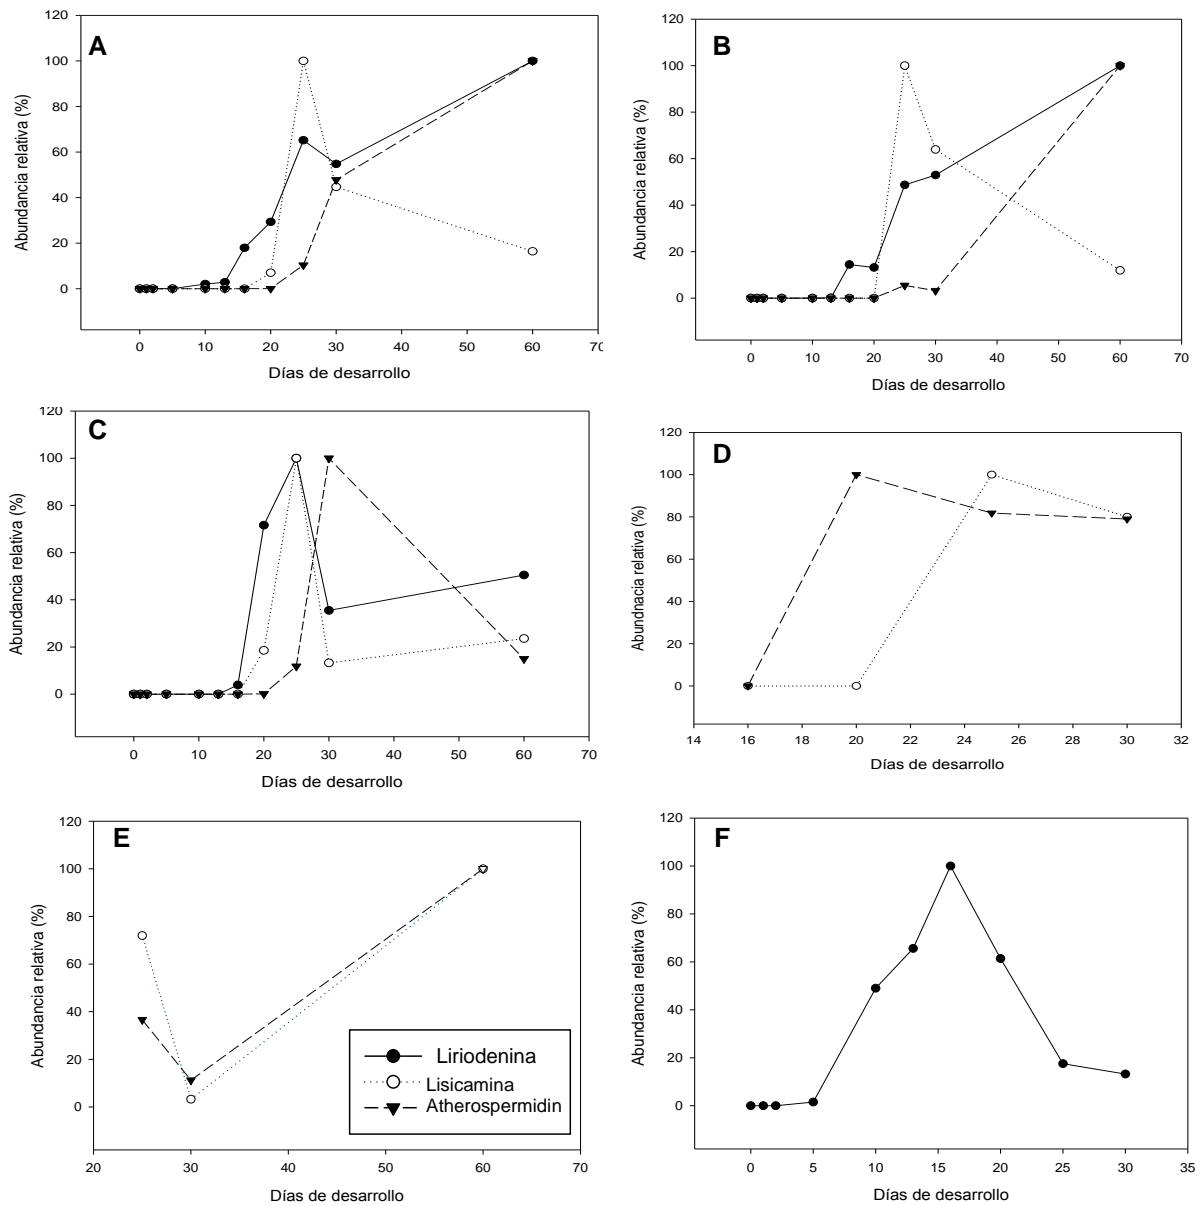 A
Abundancia relativa (%)
120
100
80
60
40
20
0
0 10 20 30 40 50 60 70
Días de desarrollo
B
Abundancia relativa (%)
120
100
80
60
40
20
0
0 10 20 30 40 50 60 70
Días de desarrollo
C
Abundancia relativa (%)
120
100
80
60
40
20
0
0 10 20 30 40 50 60 70
Días de desarrollo
D
Abundnacia relativa (%)
120
100
80
60
40
20
0
14 16 18 20 22 24 26 28 30 32
Días de desarrollo
E
Abundancia relativa (%)
120
100
80
60
40
20
0
20 30 40 50 60 70
Días de desarrollo
Liriodenina
Lisicamina
Atherospermidin
F
Abundancia relativa (%)
120
100
80
60
40
20
0
0 5 10 15 20 25 30 35
Días de desarrollo